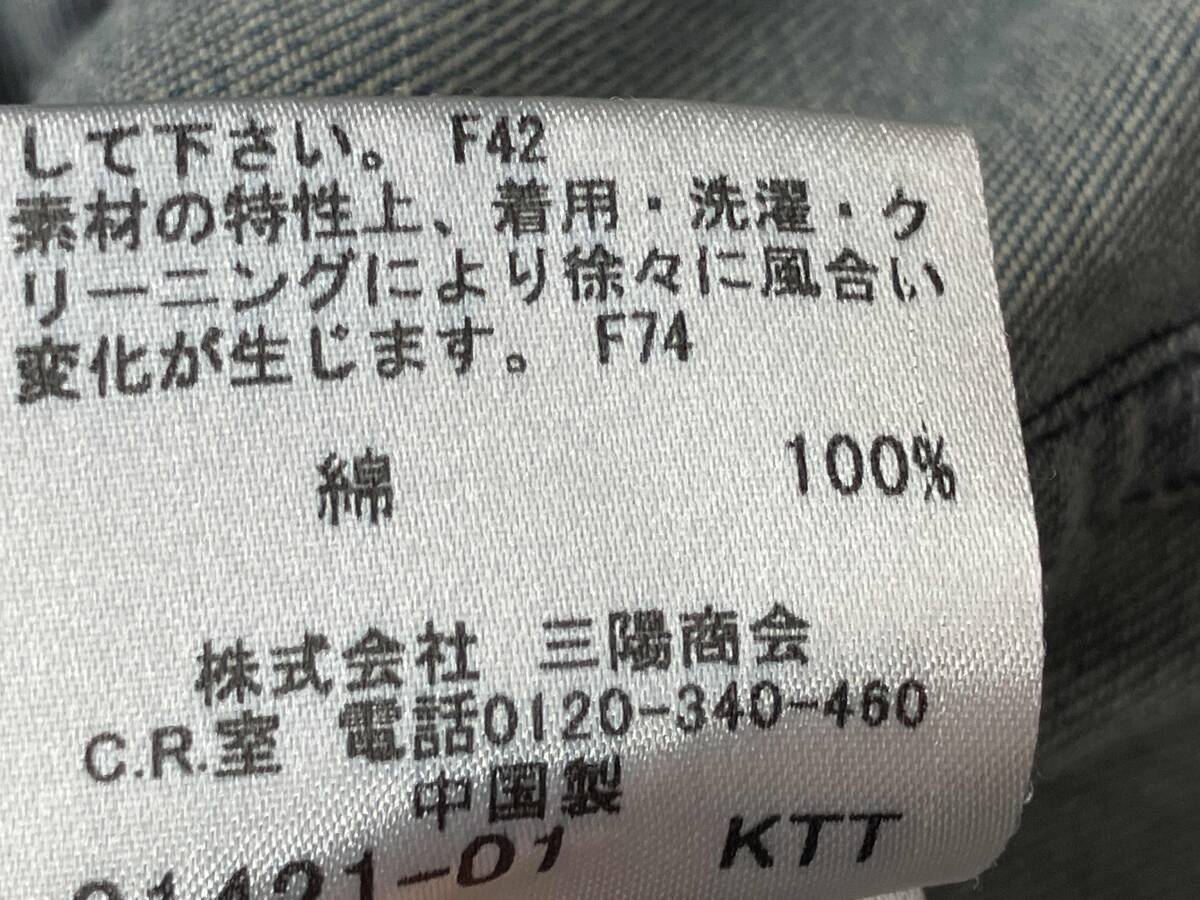 して下さい。 F42
素材の特性上、着用・洗濯・ク
リーニングにより徐々に風合い
変化が生じます。 F74
綿 100%
株式会社 三陽商会
C.R.室 電話0120-340-460
中国製
-01 KTT